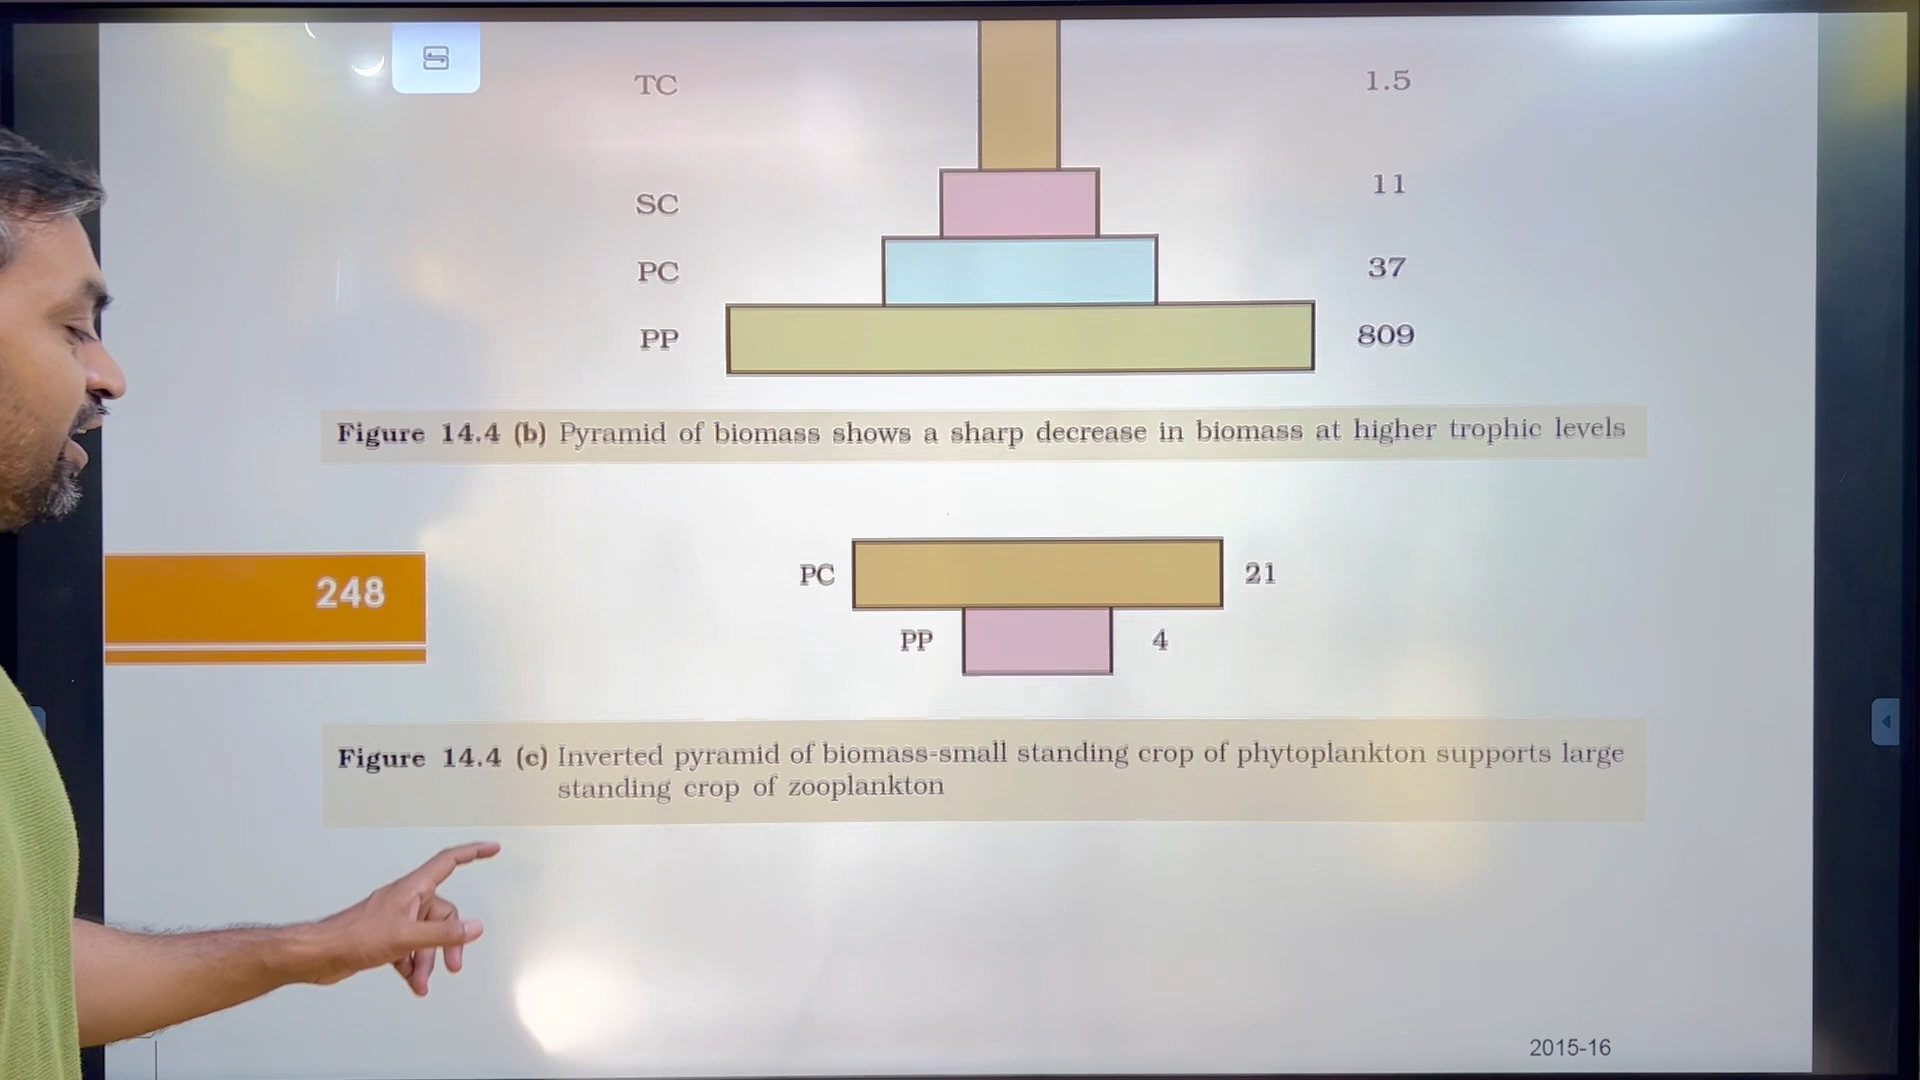 TC 1.5
SC 11
PC 37
PP 809
Figure 14.4 (b) Pyramid of biomass shows a sharp decrease in biomass at higher trophic levels
PC 21
248
PP 4
Figure 14.4 (c) Inverted pyramid of biomass-small standing crop of phytoplankton supports large
standing crop of zooplankton
2015-16